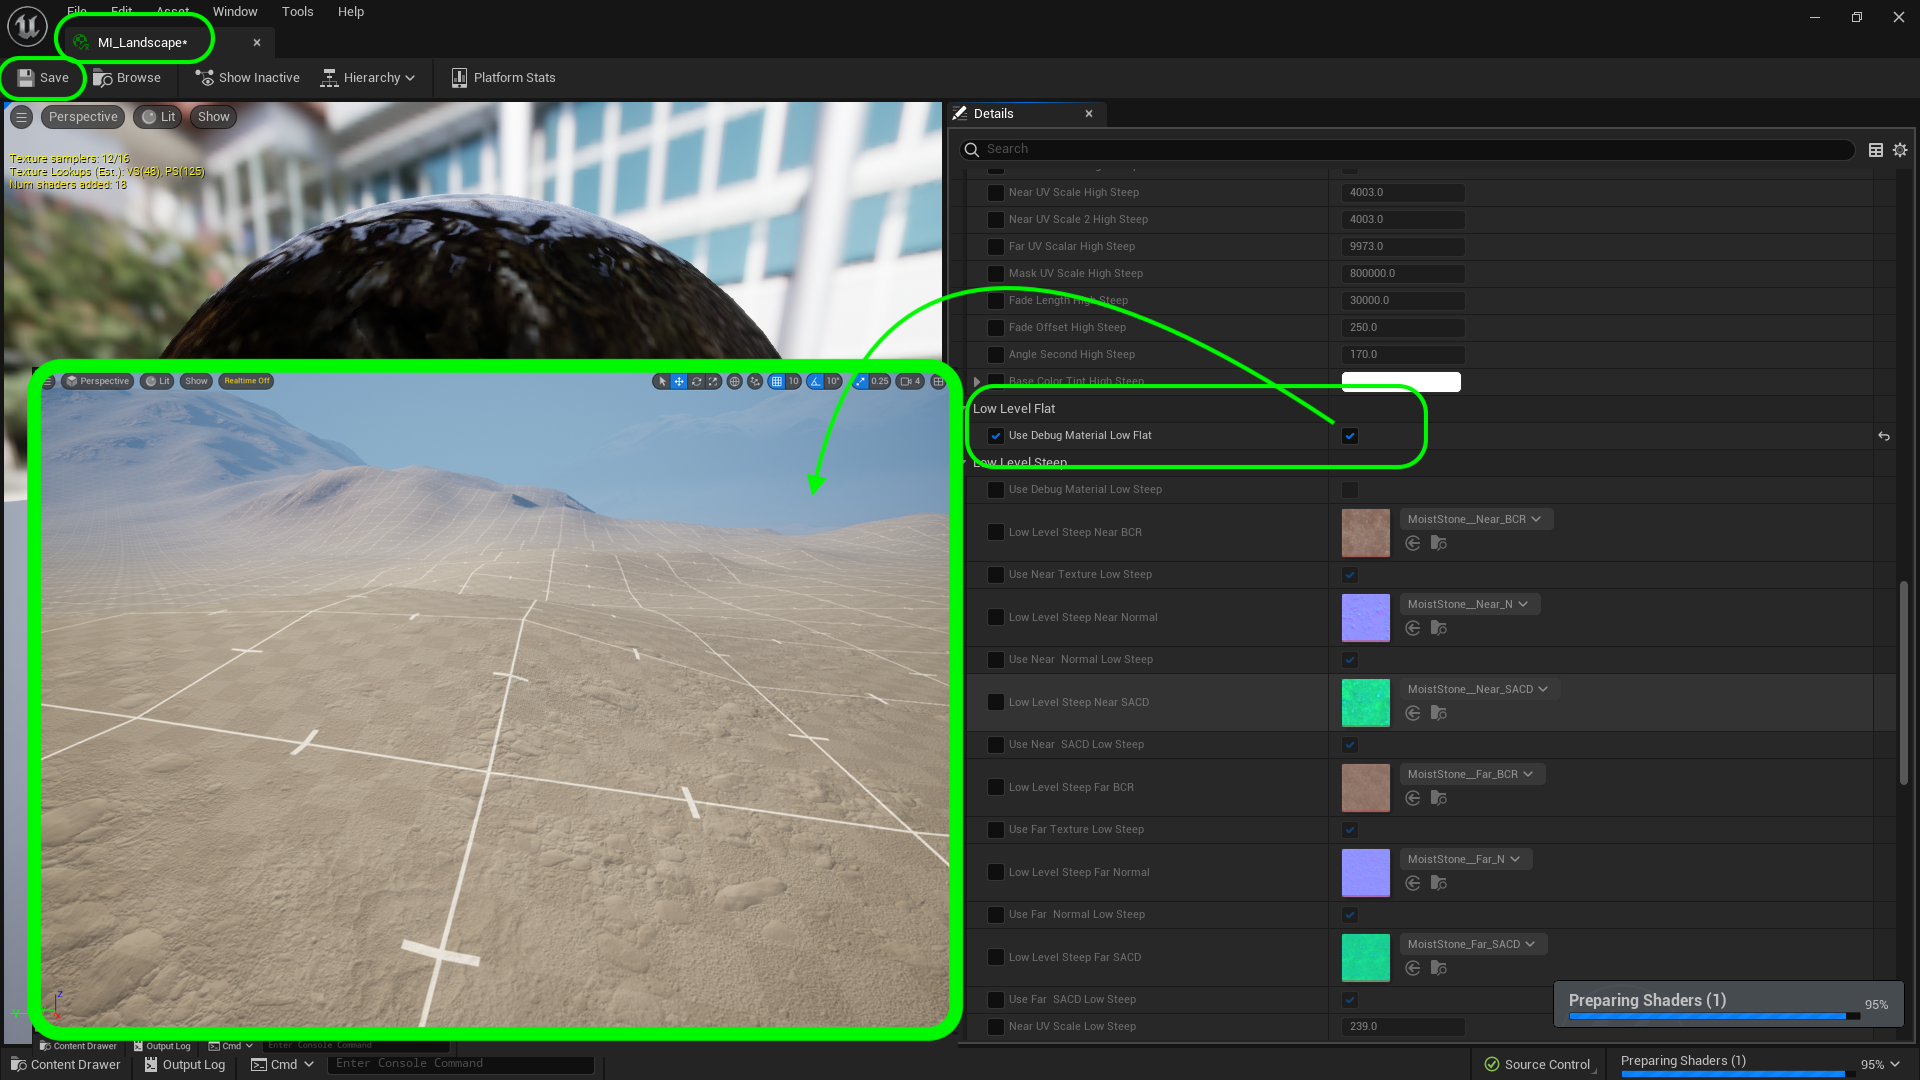 File Edit Asset Window Tools Help
MI_Landscape*
Save Browse Show Inactive Hierarchy Platform Stats
Perspective Lit Show
Texture samplers: 12/16
Texture Lookups (Est.): VS(48), PS(125)
Num shaders added: 18
Perspective Lit Show Realtime Off 10 10° 0.25 4
Z
X
Y
Content Drawer Output Log Cmd Enter Console Command
Details
Search
Near UV Scale High Steep 4003.0
Near UV Scale 2 High Steep 4003.0
Far UV Scalar High Steep 9973.0
Mask UV Scale High Steep 800000.0
Fade Length High Steep 30000.0
Fade Offset High Steep 250.0
Angle Second High Steep 170.0
Base Color Tint High Steep
Low Level Flat
Use Debug Material Low Flat
Low Level Steep
Use Debug Material Low Steep
Low Level Steep Near BCR MoistStone__Near_BCR
Use Near Texture Low Steep
Low Level Steep Near Normal MoistStone__Near_N
Use Near  Normal Low Steep
Low Level Steep Near SACD MoistStone__Near_SACD
Use Near  SACD Low Steep
Low Level Steep Far BCR MoistStone__Far_BCR
Use Far Texture Low Steep
Low Level Steep Far Normal MoistStone__Far_N
Use Far  Normal Low Steep
Low Level Steep Far SACD MoistStone_Far_SACD
Use Far  SACD Low Steep
Near UV Scale Low Steep 239.0
Preparing Shaders (1) 95%
Content Drawer Output Log Cmd Enter Console Command Source Control Preparing Shaders (1) 95%